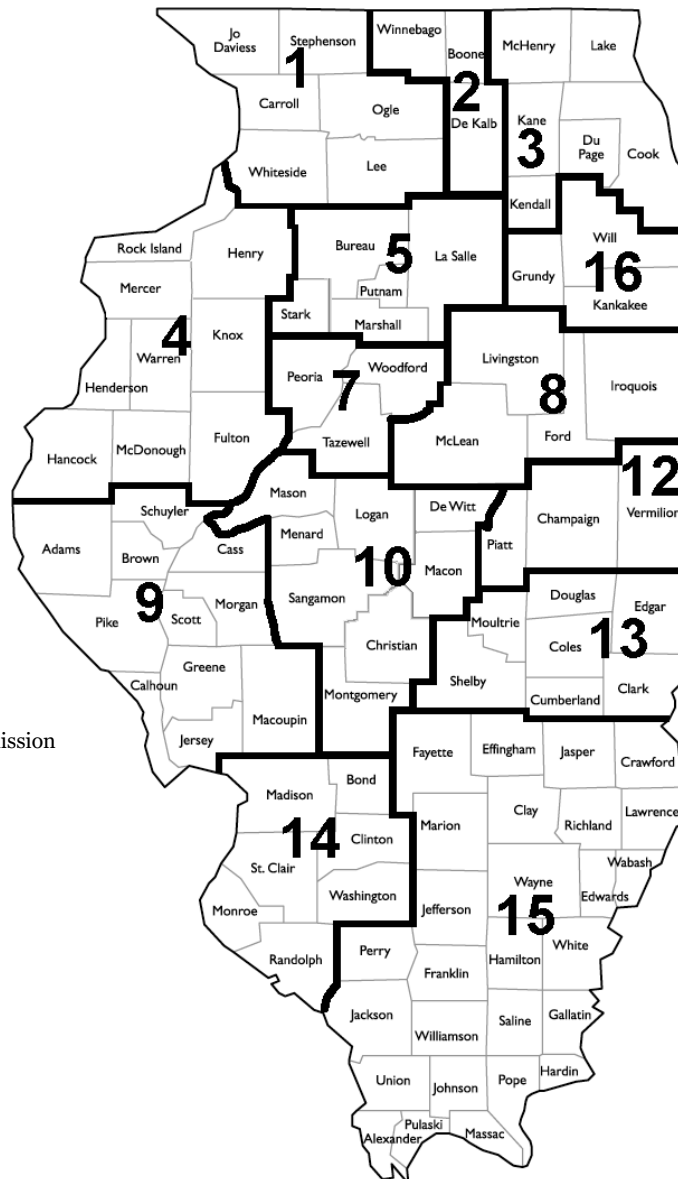 Jo
Daviess
Stephenson
Winnebago
Boone
McHenry
Lake
1
2
Carroll
Ogle
De Kalb
Kane
3
Du
Page
Cook
Whiteside
Lee
Kendall
Rock Island
Henry
Bureau
5
La Salle
Will
Grundy
16
Mercer
Putnam
Kankakee
Stark
Marshall
4
Knox
Warren
Henderson
Peoria
Woodford
7
Livingston
8
Iroquois
Hancock
McDonough
Fulton
Tazewell
McLean
Ford
12
Vermilion
Mason
Logan
De Witt
Champaign
Piatt
Schuyler
Adams
Brown
Cass
Menard
10
Macon
Sangamon
9
Pike
Scott
Morgan
Christian
Moultrie
Douglas
Edgar
Coles
13
Greene
Calhoun
Shelby
Cumberland
Clark
Montgomery
Macoupin
Jersey
ission
Fayette
Effingham
Jasper
Crawford
Madison
Bond
14
Clinton
Marion
Clay
Richland
Lawrence
St. Clair
Washington
Wayne
Wabash
Edwards
15
Monroe
Jefferson
Randolph
Perry
Franklin
Hamilton
White
Jackson
Williamson
Saline
Gallatin
Union
Johnson
Pope
Hardin
Alexander
Pulaski
Massac